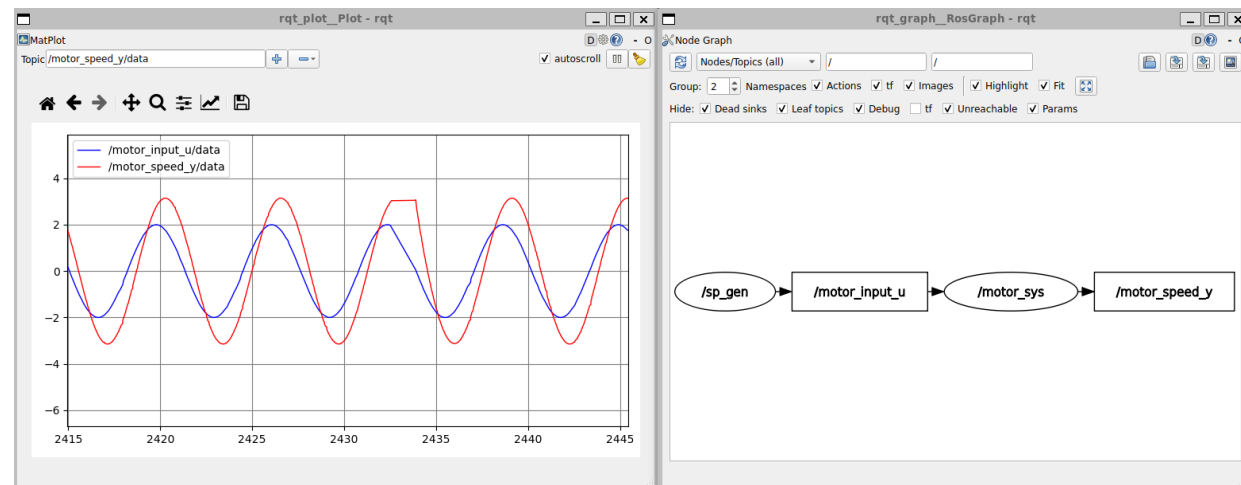 rqt_plot__Plot - rqt
MatPlot
D
- O
Topic /motor_speed_y/data
autoscroll
/motor_input_u/data
/motor_speed_y/data
4
2
0
−2
−4
−6
2415 2420 2425 2430 2435 2440 2445
rqt_graph__RosGraph - rqt
Node Graph
D
-
Nodes/Topics (all) / /
Group: 2 Namespaces Actions tf Images Highlight Fit
Hide: Dead sinks Leaf topics Debug tf Unreachable Params
/sp_gen /motor_input_u /motor_sys /motor_speed_y